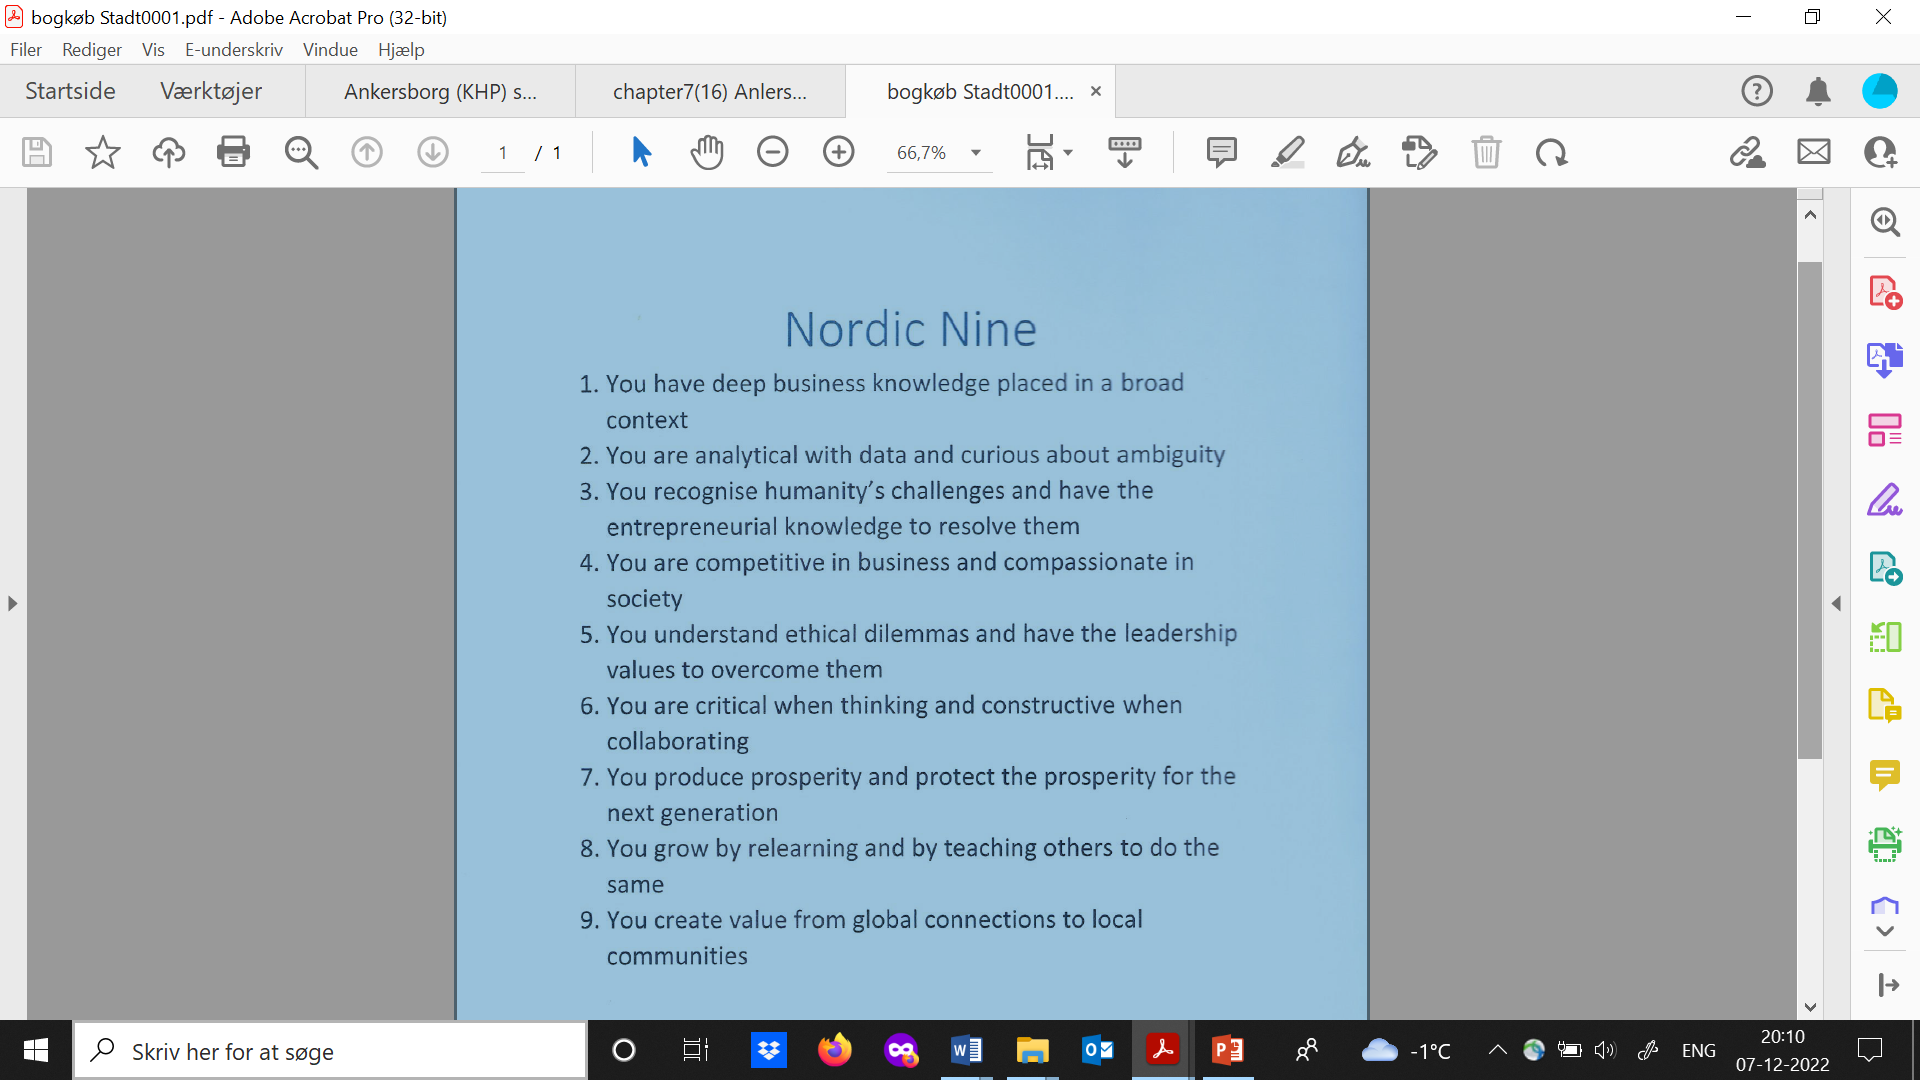 bogkøb Stadt0001.pdf - Adobe Acrobat Pro (32-bit)
Filer Rediger Vis E-underskriv Vindue Hjælp
Startside Værktøjer Ankersborg (KHP) s... chapter7(16) Anlers... bogkøb Stadt0001....
1 / 1 66,7%
Nordic Nine
1. You have deep business knowledge placed in a broad
context
2. You are analytical with data and curious about ambiguity
3. You recognise humanity's challenges and have the
entrepreneurial knowledge to resolve them
4. You are competitive in business and compassionate in
society
5. You understand ethical dilemmas and have the leadership
values to overcome them
6. You are critical when thinking and constructive when
collaborating
7. You produce prosperity and protect the prosperity for the
next generation
8. You grow by relearning and by teaching others to do the
same
9. You create value from global connections to local
communities
Skriv her for at søge -1°C ENG 20:10
07-12-2022